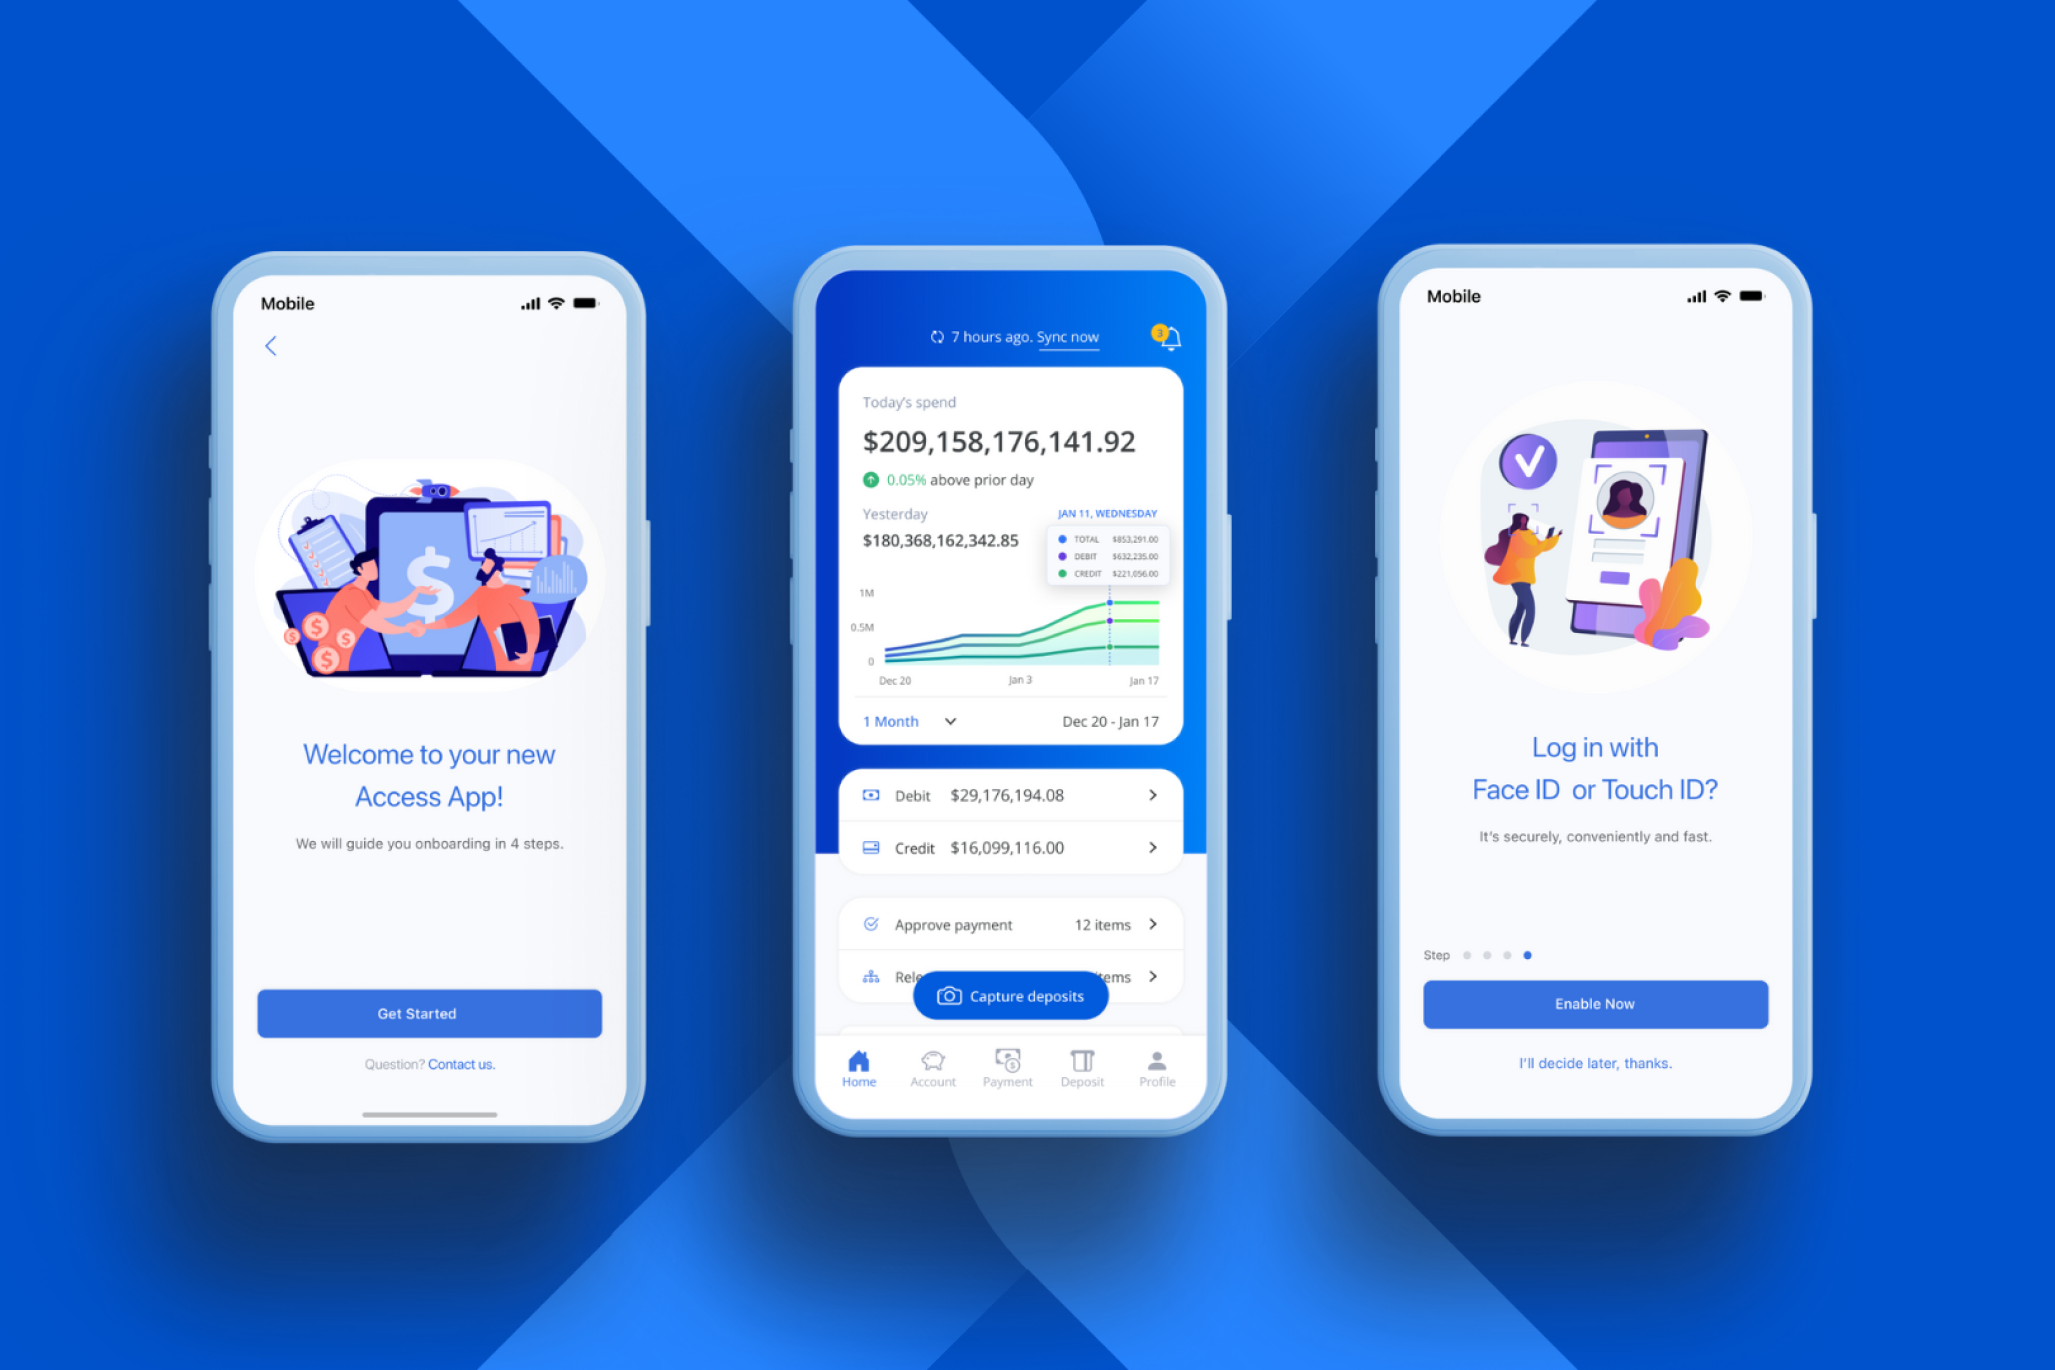 Mobile
Welcome to your new
Access App!
We will guide you onboarding in 4 steps.
Get Started
Question? Contact us.
7 hours ago. Sync now
3
Today's spend
$209,158,176,141.92
0.05% above prior day
Yesterday
$180,368,162,342.85
JAN 11, WEDNESDAY
TOTAL $853,291.00
DEBIT $632,235.00
CREDIT $221,056.00
1M
0.5M
0
Dec 20 Jan 3 Jan 17
1 Month Dec 20 - Jan 17
Debit $29,176,194.08
Credit $16,099,116.00
Approve payment 12 items
Capture deposits
Home Account Payment Deposit Profile
Mobile
Log in with
Face ID or Touch ID?
It's securely, conveniently and fast.
Step
Enable Now
I'll decide later, thanks.